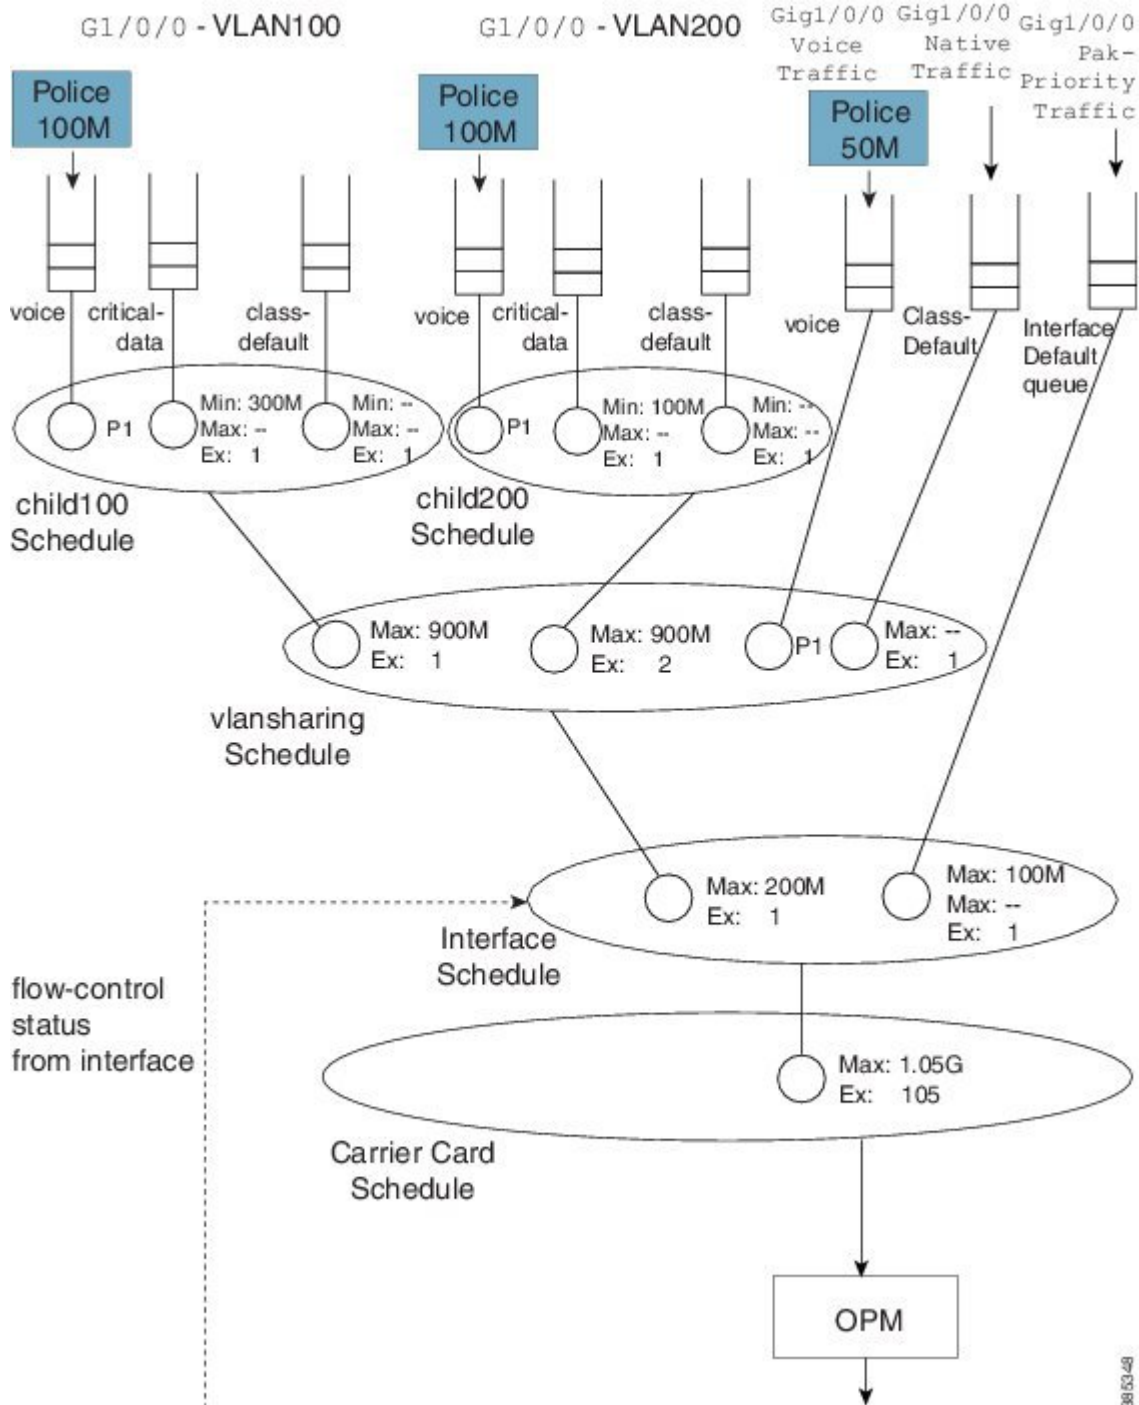 G1/0/0 - VLAN100
G1/0/0 - VLAN200
Gig1/0/0
Voice
Traffic
Gig1/0/0
Native
Traffic
Gig1/0/0
Pak-
Priority
Traffic
Police
100M
Police
100M
Police
50M
voice
critical-
data
class-
default
voice
critical-
data
class-
default
voice
Class-
Default
Interface
Default
queue
P1
Min: 300M
Max: --
Ex: 1
Min: --
Max: --
Ex: 1
P1
Min: 100M
Max: --
Ex: 1
Min: --
Max: --
Ex: 1
child100
Schedule
child200
Schedule
Max: 900M
Ex: 1
Max: 900M
Ex: 2
P1
Max: --
Ex: 1
vlansharing
Schedule
Max: 200M
Ex: 1
Max: 100M
Max: --
Ex: 1
Interface
Schedule
flow-control
status
from interface
Max: 1.05G
Ex: 105
Carrier Card
Schedule
OPM
385348